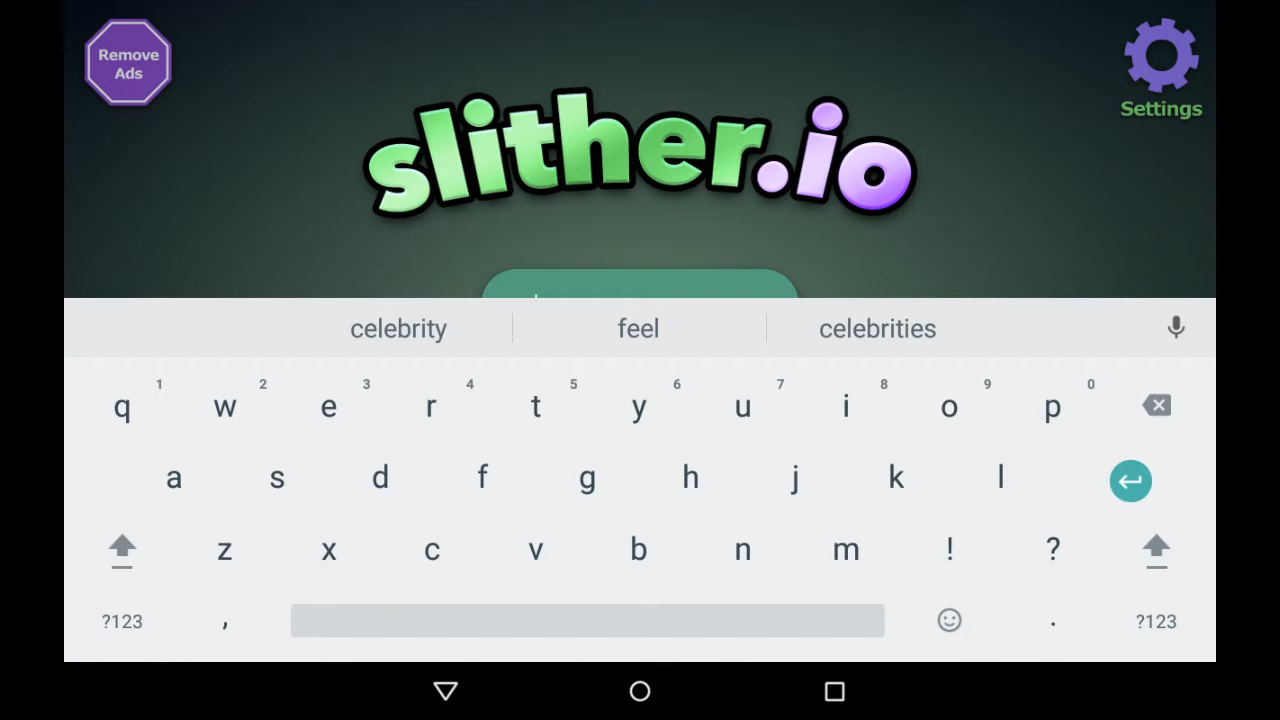 Remove
Ads
Settings
slither.io
celebrity feel celebrities
1 2 3 4 5 6 7 8 9 0
q w e r t y u i o p
a s d f g h j k l
z x c v b n m ! ?
?123 , . ?123